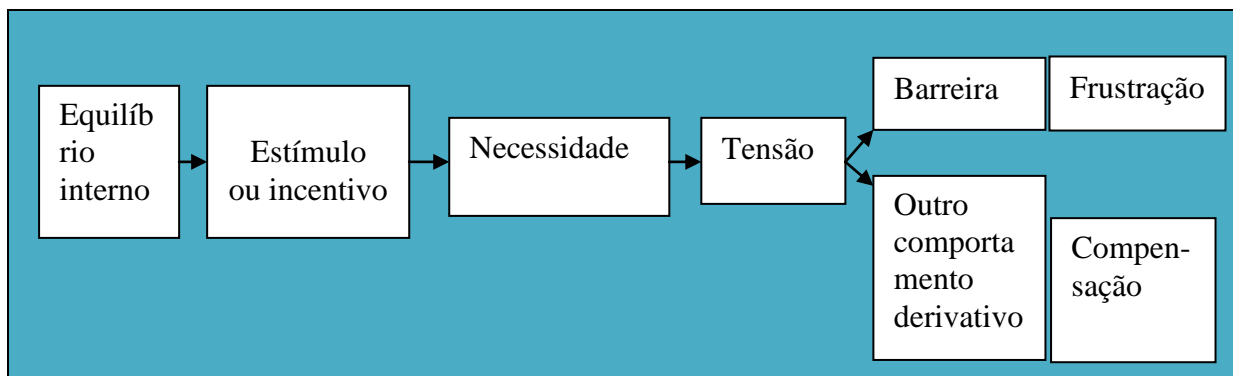 Equilíb
rio
interno
Estímulo
ou incentivo
Necessidade
Tensão
Barreira
Frustração
Outro
comporta
mento
derivativo
Compen-
sação